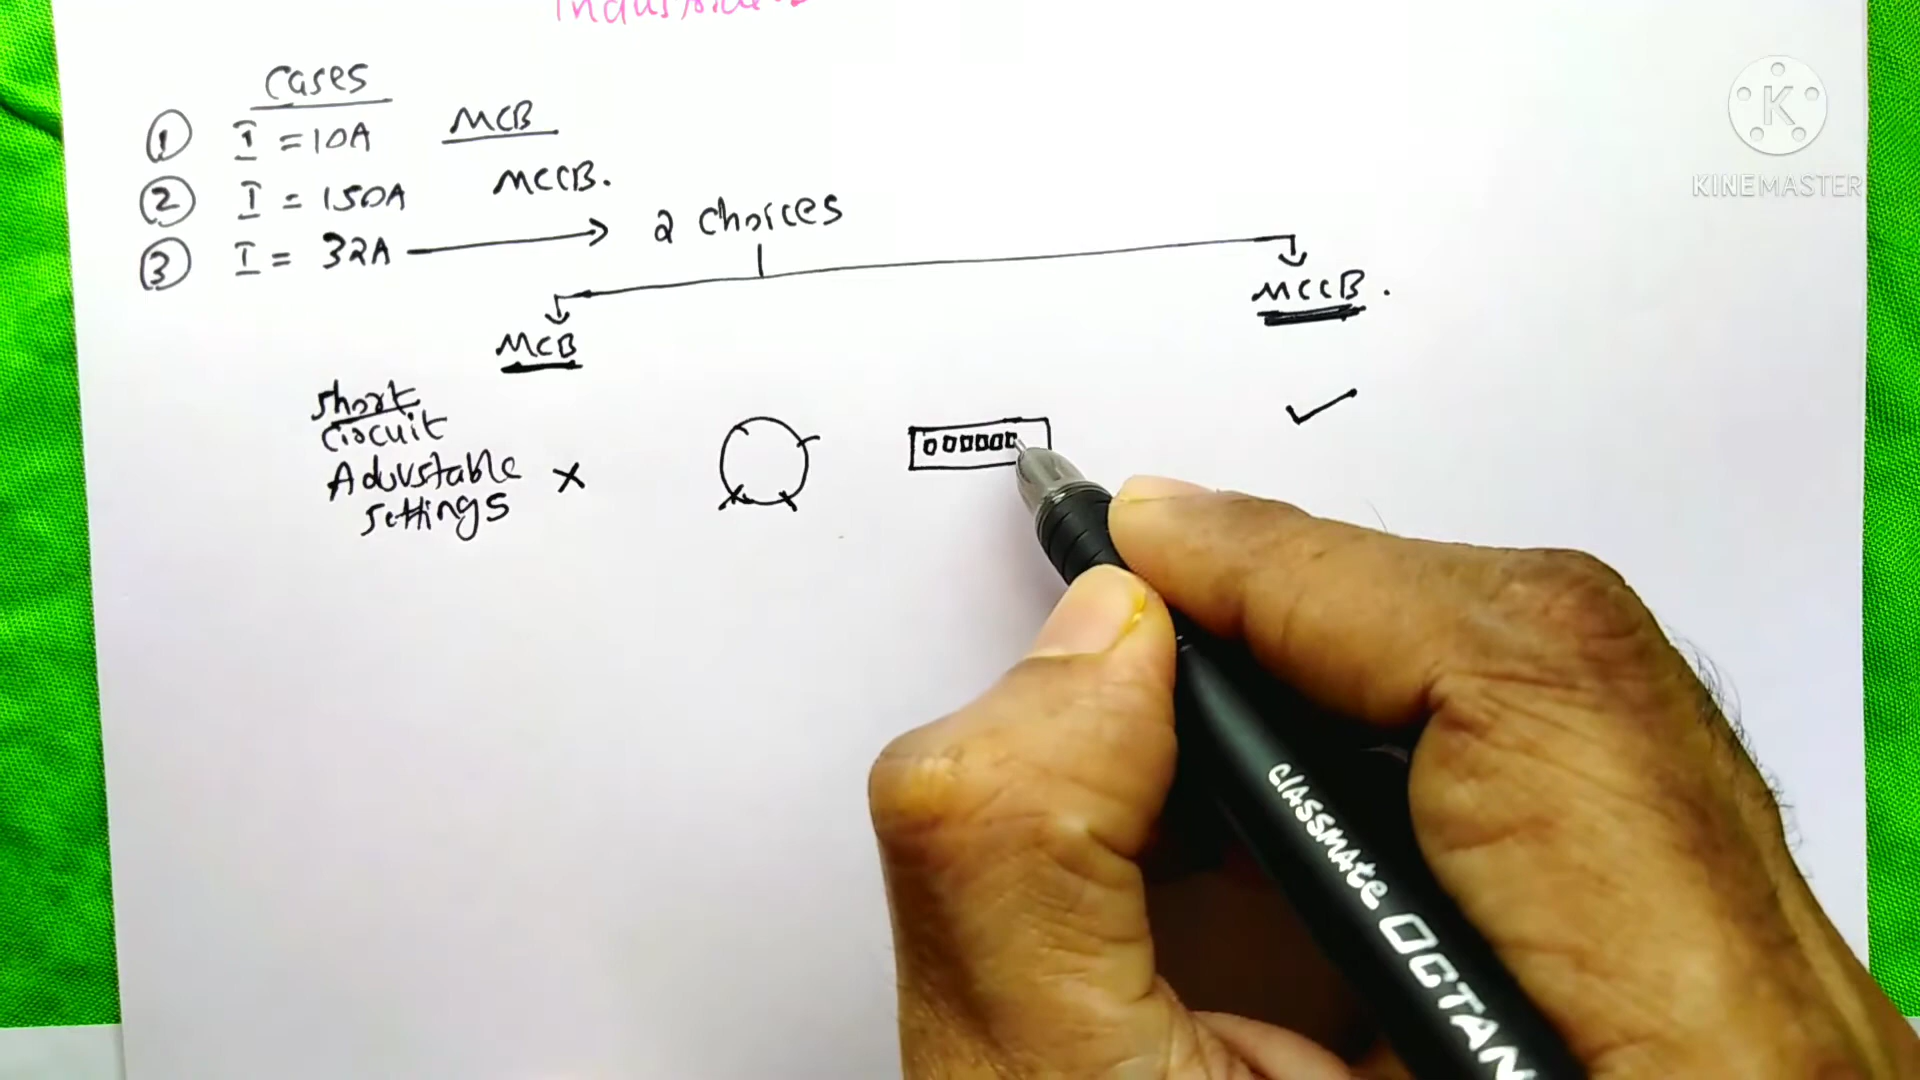 Cases
① I = 10A MCB
② I = 150A MCCB.
③ I = 32A 2 choices
MCB
MCCB.
Short
Circuit
Adjustable
settings
KINEMASTER
classmate OCTANE